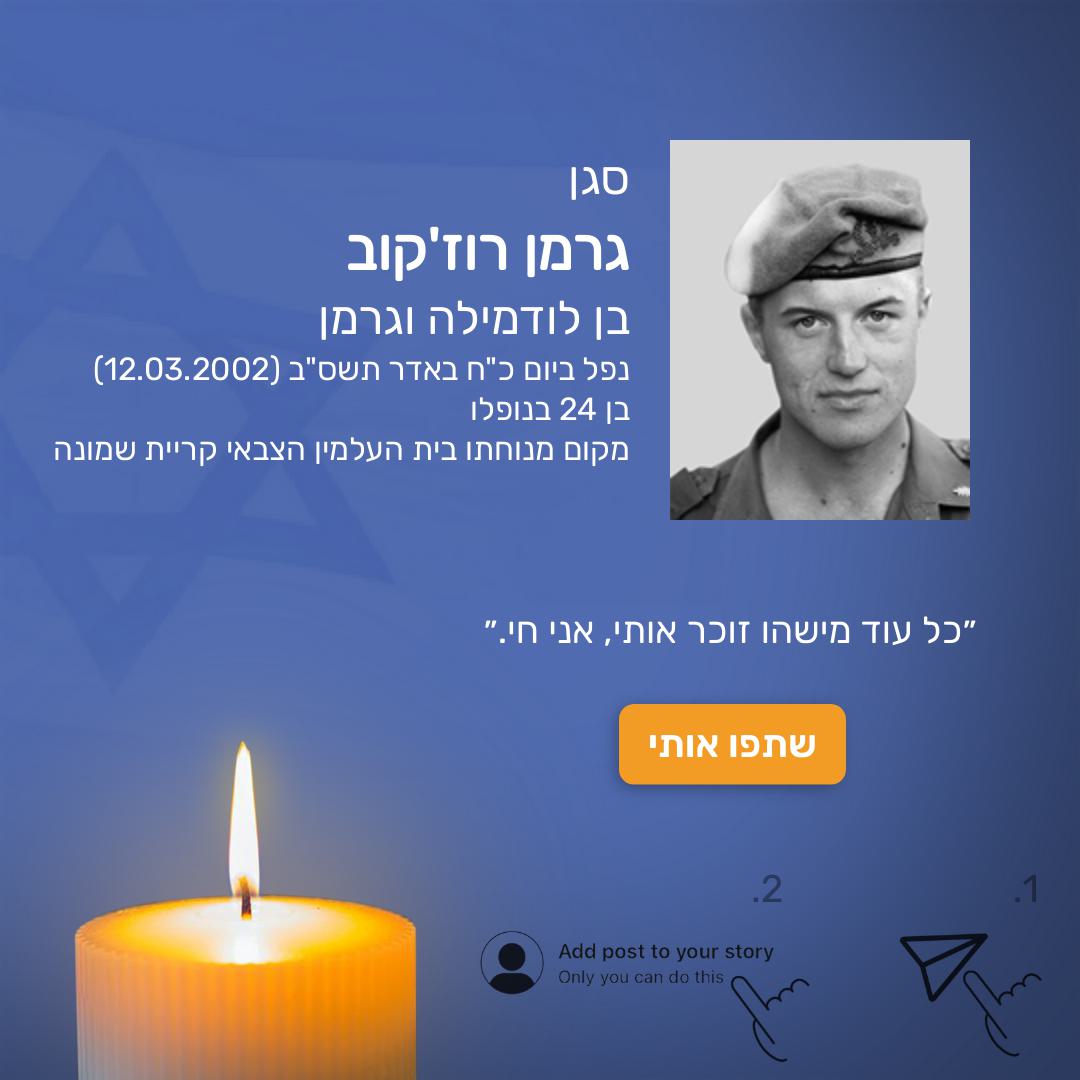 סגן
גרמן רוז'קוב
בן לודמילה וגרמן
נפל ביום כ"ח באדר תשס"ב (12.03.2002)
בן 24 בנופלו
מקום מנוחתו בית העלמין הצבאי קריית שמונה
״כל עוד מישהו זוכר אותי, אני חי.״
שתפו אותי
1.
2.
Add post to your story
Only you can do this